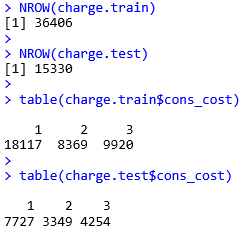 > NROW(charge.train)
[1] 36406
>
> NROW(charge.test)
[1] 15330
>
> table(charge.train$cons_cost)
1 2 3
18117 8369 9920
>
> table(charge.test$cons_cost)
1 2 3
7727 3349 4254